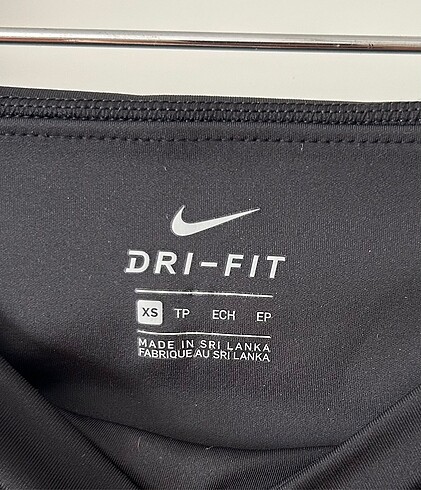 DRI-FIT
XS TP ECH EP
MADE IN SRI LANKA
FABRIQUE AU SRI LANKA